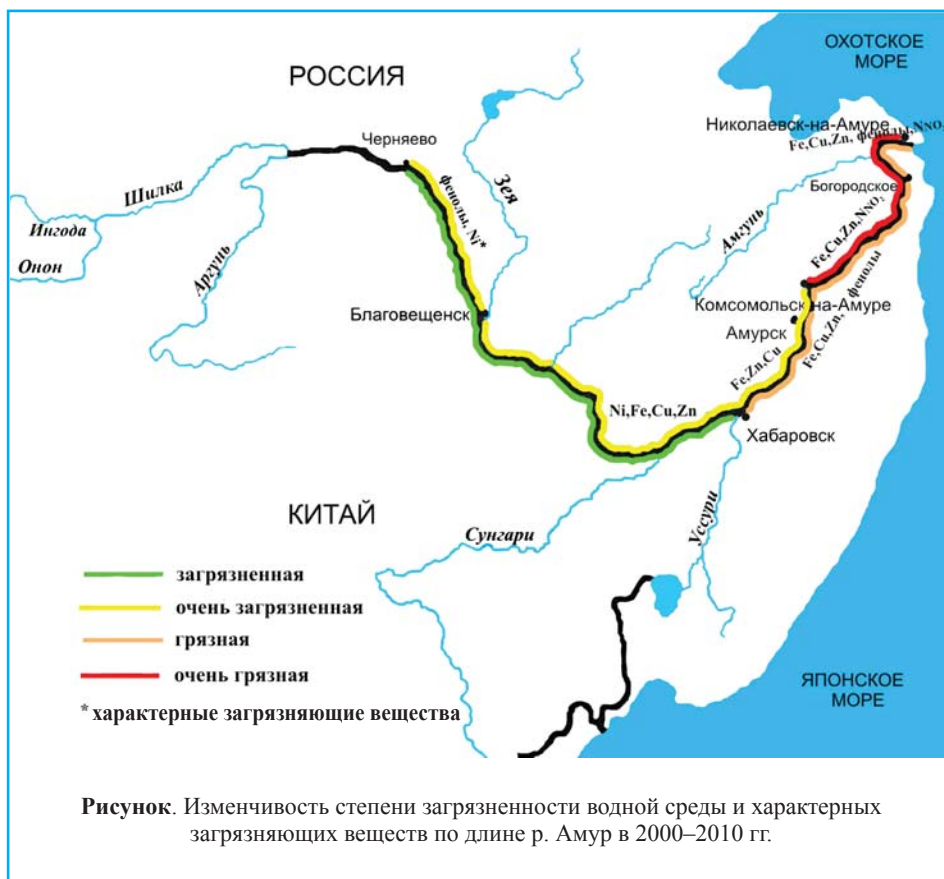 ОХОТСКОЕ
МОРЕ
РОССИЯ
Николаевск-на-Амуре
Fe,Cu,Zn, фенолы,NNO
Черняево
Зея
Шилка
фенолы, Ni*
Богородское
Амгунь
Ингода
Fe,Cu,Zn,NNO
Онон
Аргунь
Благовещенск
Комсомольск-на-Амуре
Амурск
Fe,Cu,Zn, фенолы
Fe,Zn,Cu
Ni,Fe,Cu,Zn
Хабаровск
КИТАЙ
Сунгари
Уссури
загрязненная
очень загрязненная
грязная
очень грязная
* характерные загрязняющие вещества
ЯПОНСКОЕ
МОРЕ
Рисунок. Изменчивость степени загрязненности водной среды и характерных
загрязняющих веществ по длине р. Амур в 2000–2010 гг.